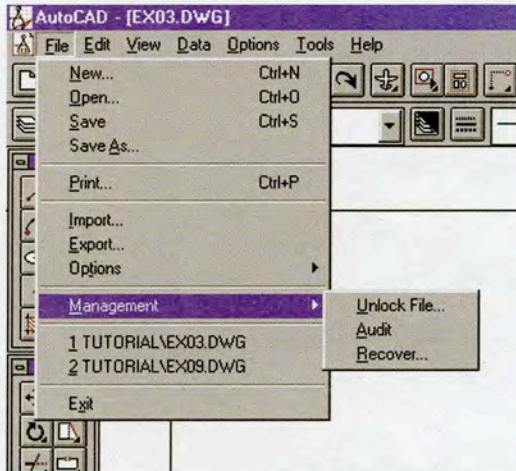 AutoCAD - [EX03.DWG]
File Edit View Data Options Tools Help
New... Ctrl+N
Open... Ctrl+O
Save Ctrl+S
Save As...
Print... Ctrl+P
Import...
Export...
Options
Management
Unlock File...
Audit
Recover...
1 TUTORIAL\EX03.DWG
2 TUTORIAL\EX09.DWG
Exit